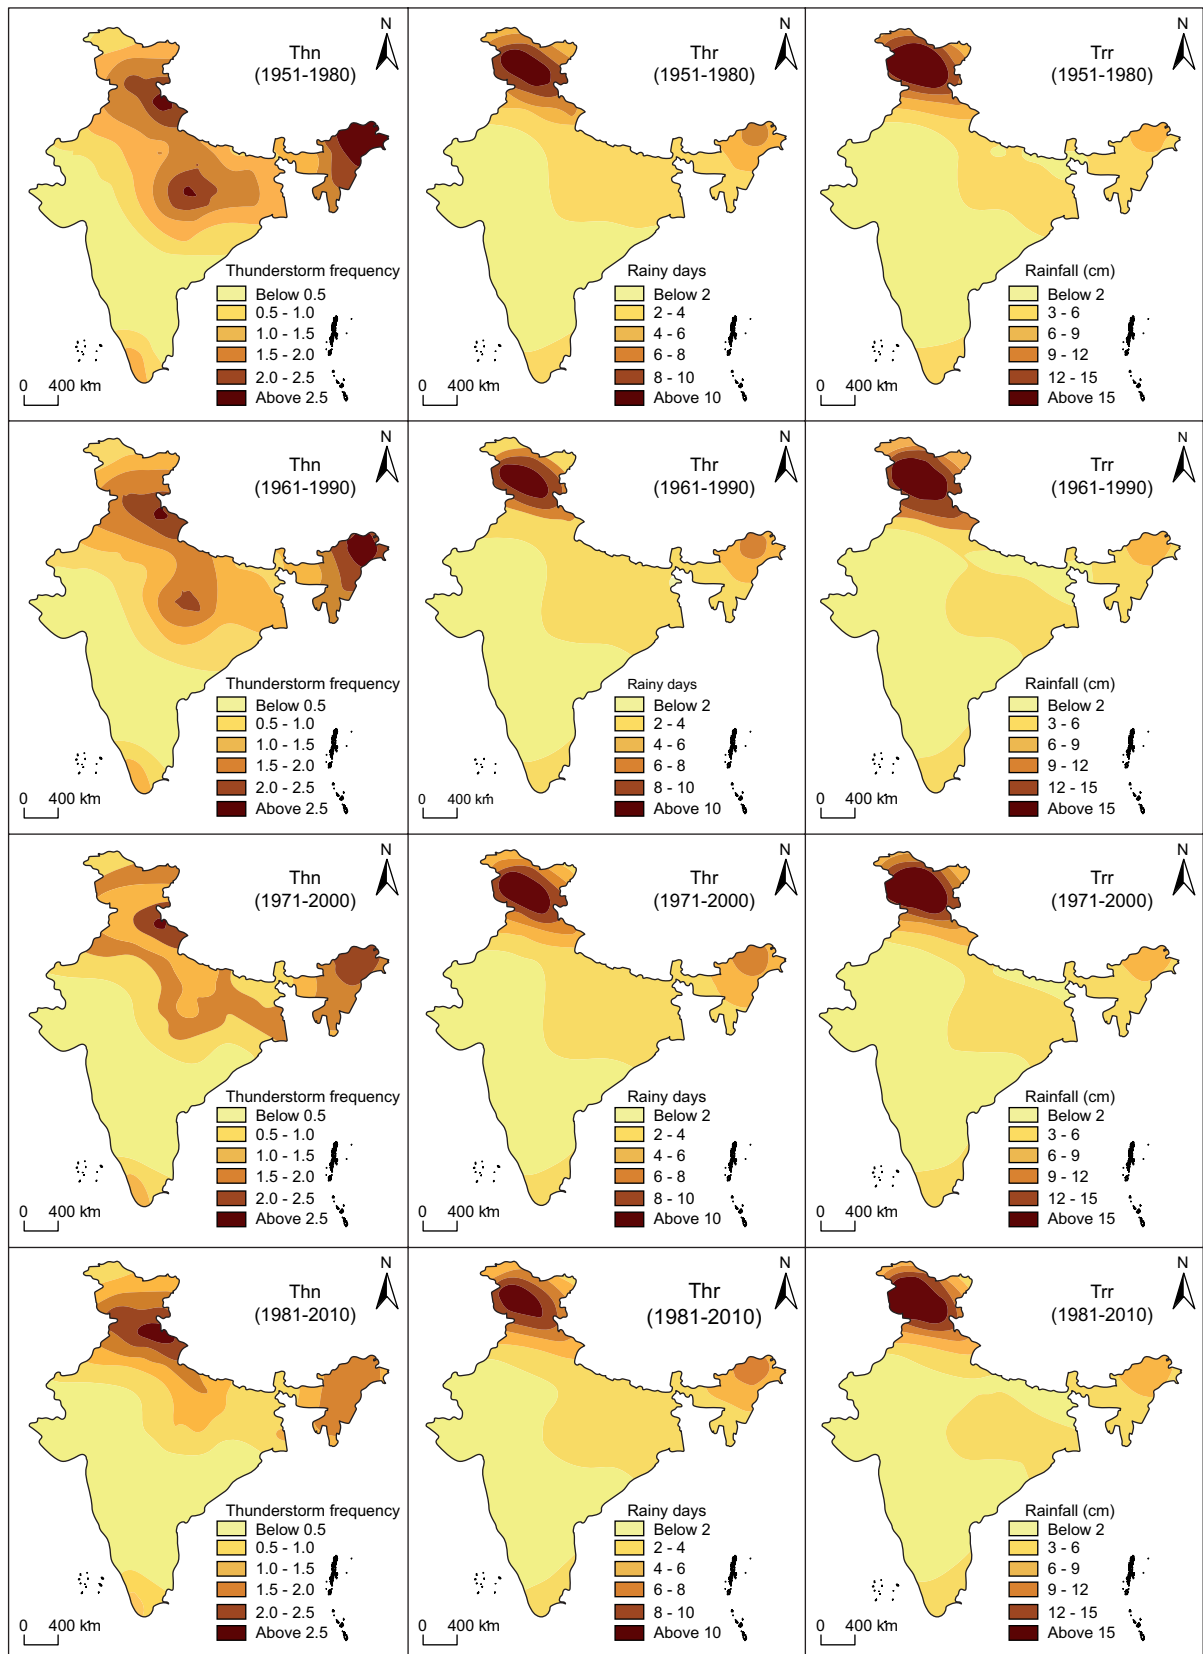 N
Thn
(1951-1980)
Thunderstorm frequency
Below 0.5
0.5 - 1.0
1.0 - 1.5
1.5 - 2.0
2.0 - 2.5
Above 2.5
0 400 km
N
Thr
(1951-1980)
Rainy days
Below 2
2 - 4
4 - 6
6 - 8
8 - 10
Above 10
0 400 km
N
Trr
(1951-1980)
Rainfall (cm)
Below 2
3 - 6
6 - 9
9 - 12
12 - 15
Above 15
0 400 km
N
Thn
(1961-1990)
Thunderstorm frequency
Below 0.5
0.5 - 1.0
1.0 - 1.5
1.5 - 2.0
2.0 - 2.5
Above 2.5
0 400 km
N
Thr
(1961-1990)
Rainy days
Below 2
2 - 4
4 - 6
6 - 8
8 - 10
Above 10
0 400 km
N
Trr
(1961-1990)
Rainfall (cm)
Below 2
3 - 6
6 - 9
9 - 12
12 - 15
Above 15
0 400 km
N
Thn
(1971-2000)
Thunderstorm frequency
Below 0.5
0.5 - 1.0
1.0 - 1.5
1.5 - 2.0
2.0 - 2.5
Above 2.5
0 400 km
N
Thr
(1971-2000)
Rainy days
Below 2
2 - 4
4 - 6
6 - 8
8 - 10
Above 10
0 400 km
N
Trr
(1971-2000)
Rainfall (cm)
Below 2
3 - 6
6 - 9
9 - 12
12 - 15
Above 15
0 400 km
N
Thn
(1981-2010)
Thunderstorm frequency
Below 0.5
0.5 - 1.0
1.0 - 1.5
1.5 - 2.0
2.0 - 2.5
Above 2.5
0 400 km
N
Thr
(1981-2010)
Rainy days
Below 2
2 - 4
4 - 6
6 - 8
8 - 10
Above 10
0 400 km
N
Trr
(1981-2010)
Rainfall (cm)
Below 2
3 - 6
6 - 9
9 - 12
12 - 15
Above 15
0 400 km